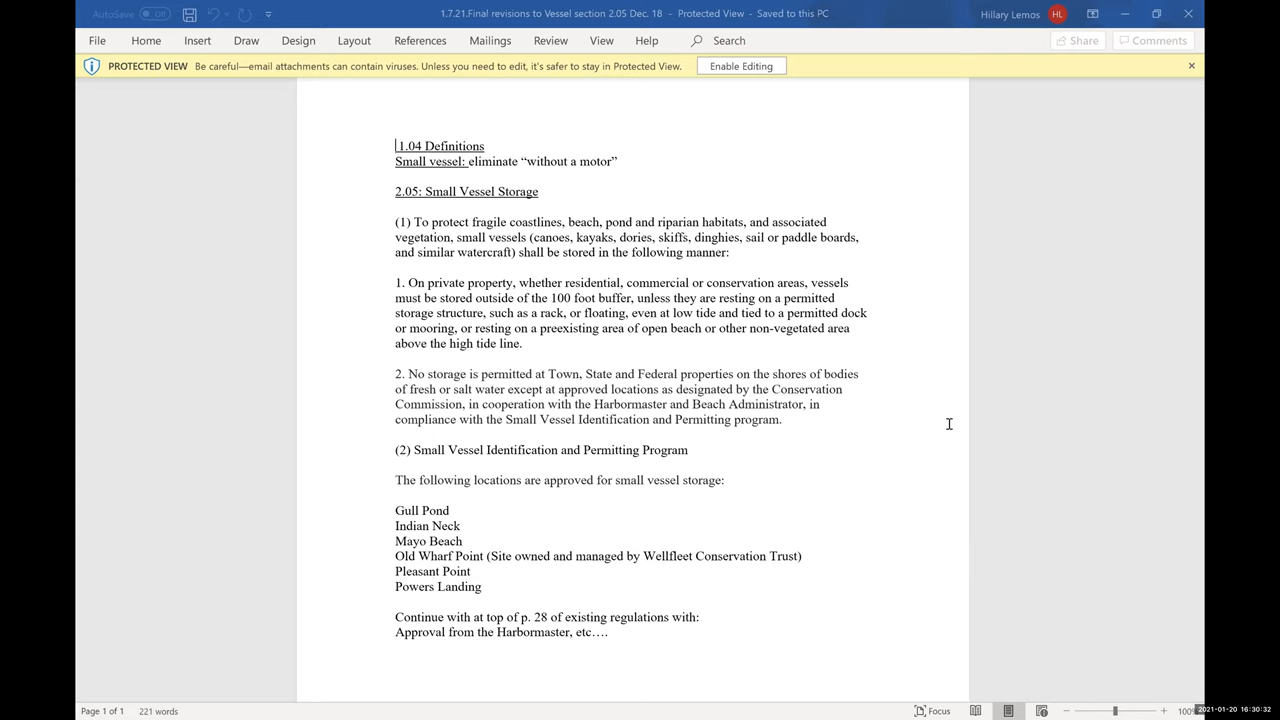 AutoSave Off
1.7.21.Final revisions to Vessel section 2.05 Dec. 18 - Protected View - Saved to this PC
Hillary Lemos HL
File Home Insert Draw Design Layout References Mailings Review View Help Search Share Comments
PROTECTED VIEW Be careful—email attachments can contain viruses. Unless you need to edit, it's safer to stay in Protected View. Enable Editing
1.04 Definitions
Small vessel: eliminate “without a motor”
2.05: Small Vessel Storage
(1) To protect fragile coastlines, beach, pond and riparian habitats, and associated
vegetation, small vessels (canoes, kayaks, dories, skiffs, dinghies, sail or paddle boards,
and similar watercraft) shall be stored in the following manner:
1. On private property, whether residential, commercial or conservation areas, vessels
must be stored outside of the 100 foot buffer, unless they are resting on a permitted
storage structure, such as a rack, or floating, even at low tide and tied to a permitted dock
or mooring, or resting on a preexisting area of open beach or other non-vegetated area
above the high tide line.
2. No storage is permitted at Town, State and Federal properties on the shores of bodies
of fresh or salt water except at approved locations as designated by the Conservation
Commission, in cooperation with the Harbormaster and Beach Administrator, in
compliance with the Small Vessel Identification and Permitting program.
(2) Small Vessel Identification and Permitting Program
The following locations are approved for small vessel storage:
Gull Pond
Indian Neck
Mayo Beach
Old Wharf Point (Site owned and managed by Wellfleet Conservation Trust)
Pleasant Point
Powers Landing
Continue with at top of p. 28 of existing regulations with:
Approval from the Harbormaster, etc….
Page 1 of 1 221 words Focus 100%
2021-01-20 16:30:32